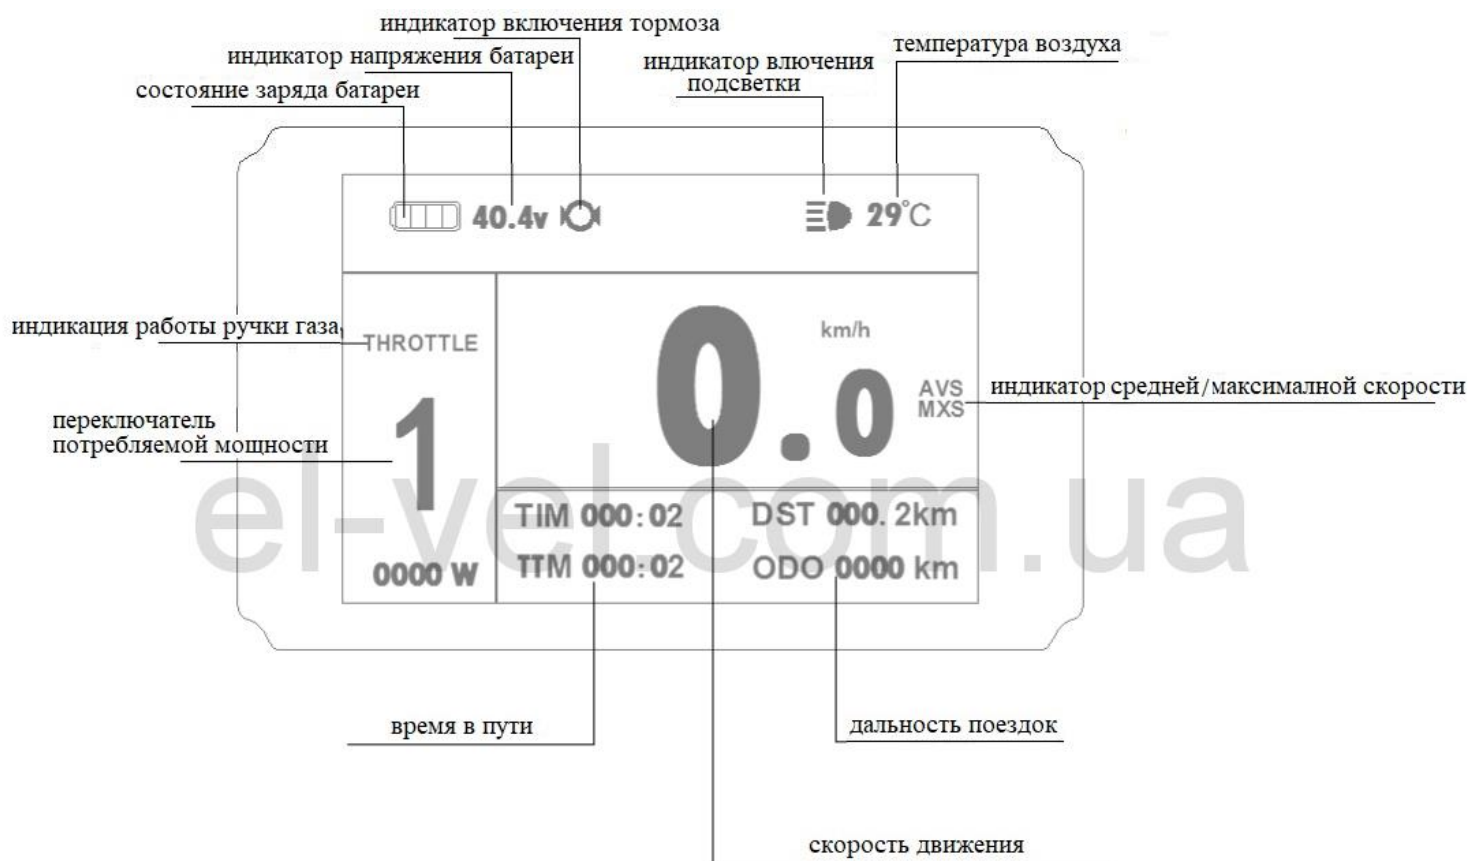 индикатор включения тормоза
индикатор напряжения батареи
состояние заряда батареи
индикатор влючения
подсветки
температура воздуха
40.4v
29°C
индикация работы ручки газа
THROTTLE
km/h
0.0
AVS
MXS
индикатор средней/максималной скорости
переключатель
потребляемой мощности
1
el-vel.com.ua
TIM 000:02
DST 000.2km
0000 W
TTM 000:02
ODO 0000 km
время в пути
дальность поездок
скорость движения